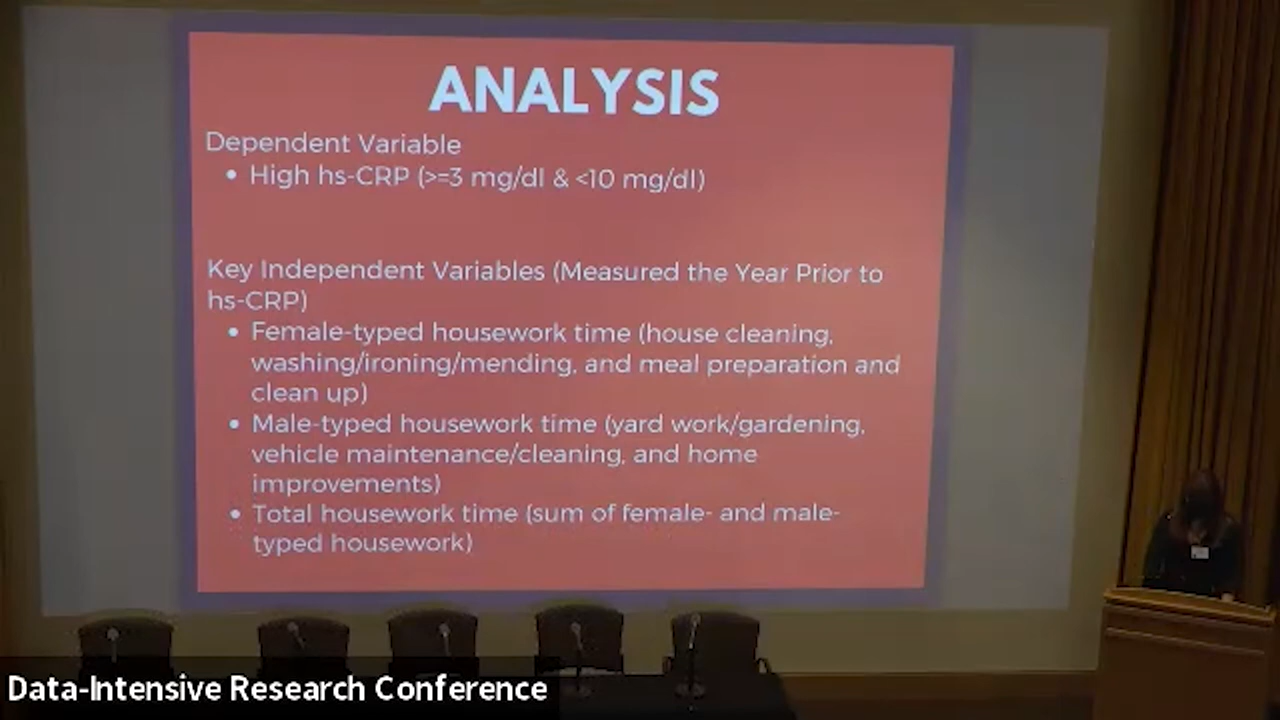 ANALYSIS
Dependent Variable
• High hs-CRP (>=3 mg/dl & <10 mg/dl)
Key Independent Variables (Measured the Year Prior to
hs-CRP)
• Female-typed housework time (house cleaning,
washing/ironing/mending, and meal preparation and
clean up)
• Male-typed housework time (yard work/gardening,
vehicle maintenance/cleaning, and home
improvements)
• Total housework time (sum of female- and male-
typed housework)
Data-Intensive Research Conference